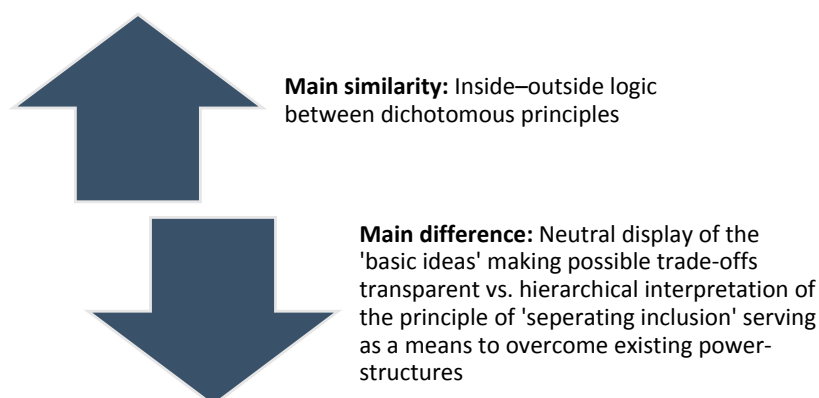 Main similarity: Inside–outside logic
between dichotomous principles
Main difference: Neutral display of the
'basic ideas' making possible trade-offs
transparent vs. hierarchical interpretation of
the principle of 'seperating inclusion' serving
as a means to overcome existing power-
structures